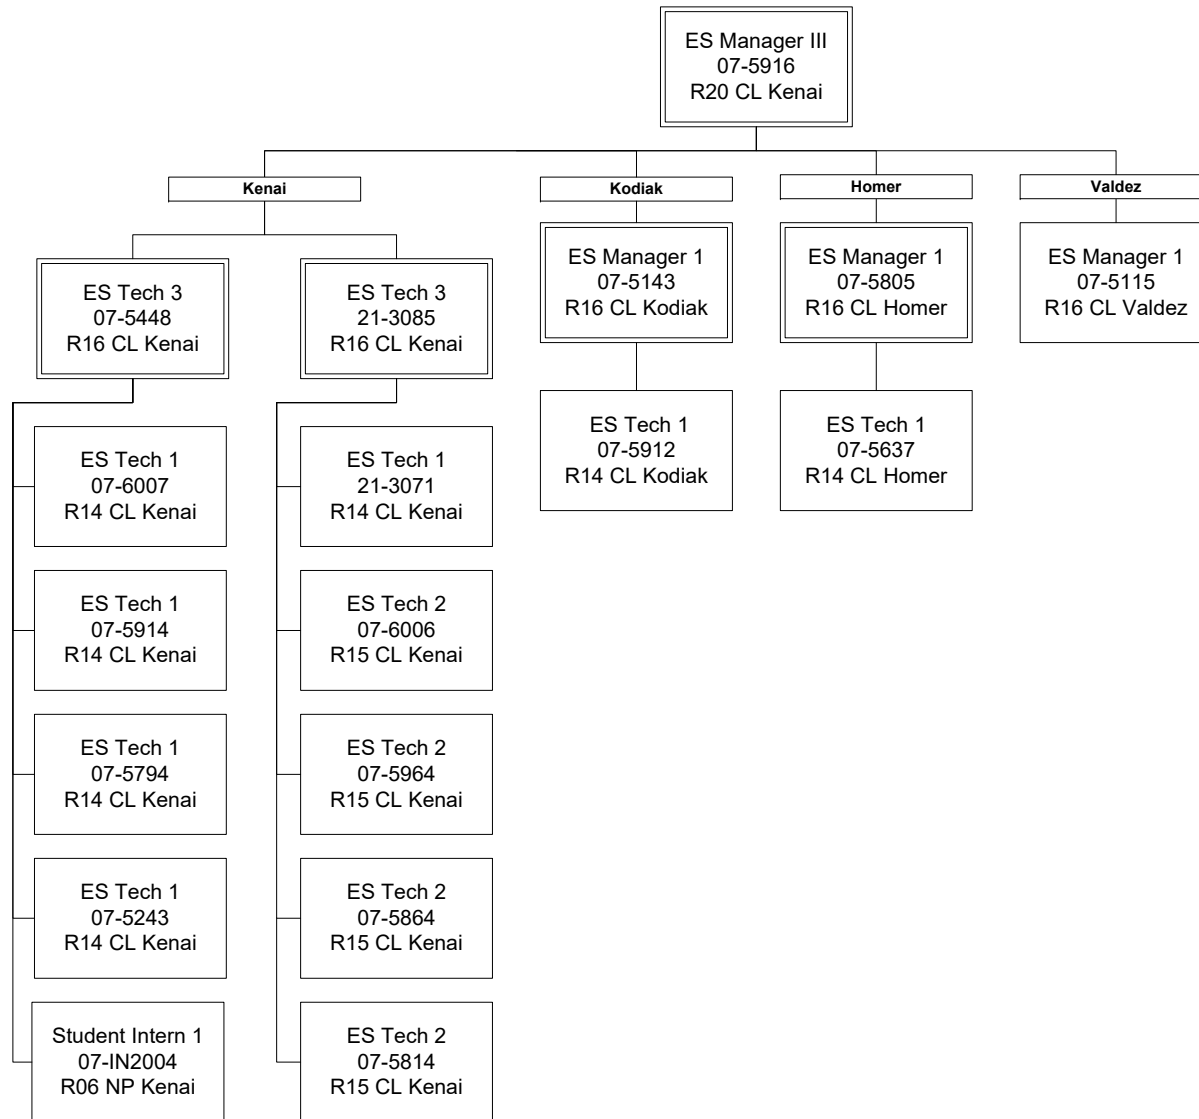 ES Manager III
07-5916
R20 CL Kenai
Kenai
Kodiak
Homer
Valdez
ES Tech 3
07-5448
R16 CL Kenai
ES Tech 3
21-3085
R16 CL Kenai
ES Manager 1
07-5143
R16 CL Kodiak
ES Manager 1
07-5805
R16 CL Homer
ES Manager 1
07-5115
R16 CL Valdez
ES Tech 1
07-6007
R14 CL Kenai
ES Tech 1
21-3071
R14 CL Kenai
ES Tech 1
07-5912
R14 CL Kodiak
ES Tech 1
07-5637
R14 CL Homer
ES Tech 1
07-5914
R14 CL Kenai
ES Tech 2
07-6006
R15 CL Kenai
ES Tech 1
07-5794
R14 CL Kenai
ES Tech 2
07-5964
R15 CL Kenai
ES Tech 1
07-5243
R14 CL Kenai
ES Tech 2
07-5864
R15 CL Kenai
Student Intern 1
07-IN2004
R06 NP Kenai
ES Tech 2
07-5814
R15 CL Kenai